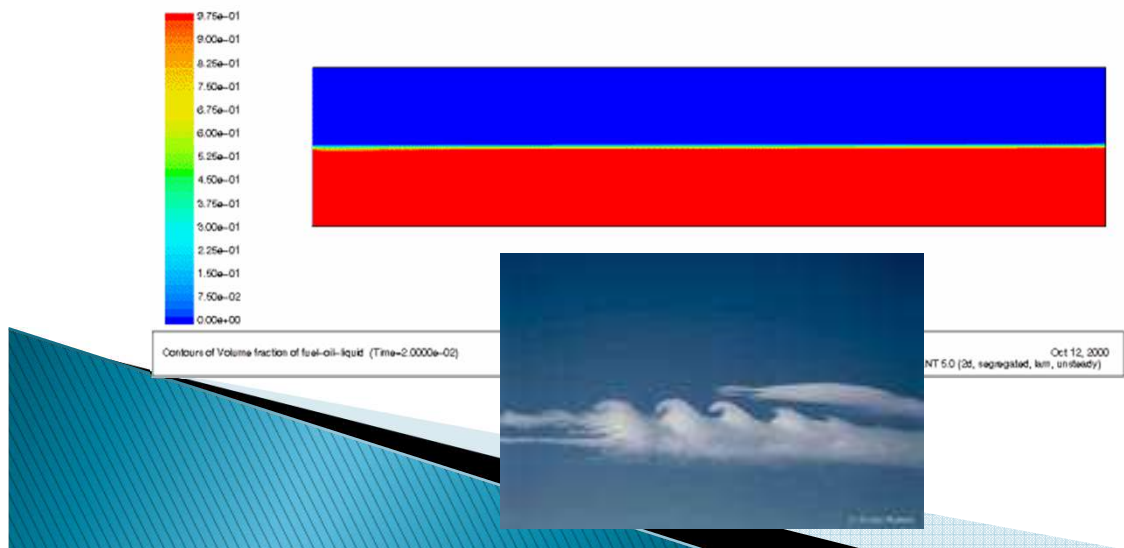 9.75e-01
9.00e-01
8.25e-01
7.50e-01
6.75e-01
6.00e-01
5.25e-01
4.50e-01
3.75e-01
3.00e-01
2.25e-01
1.50e-01
7.50e-02
0.00e+00
Contours of Volume fraction of fuel-oil-liquid (Time=2.0000e-02)
Oct 12, 2000
NT 5.0 (2d, segregated, lam, unsteady)